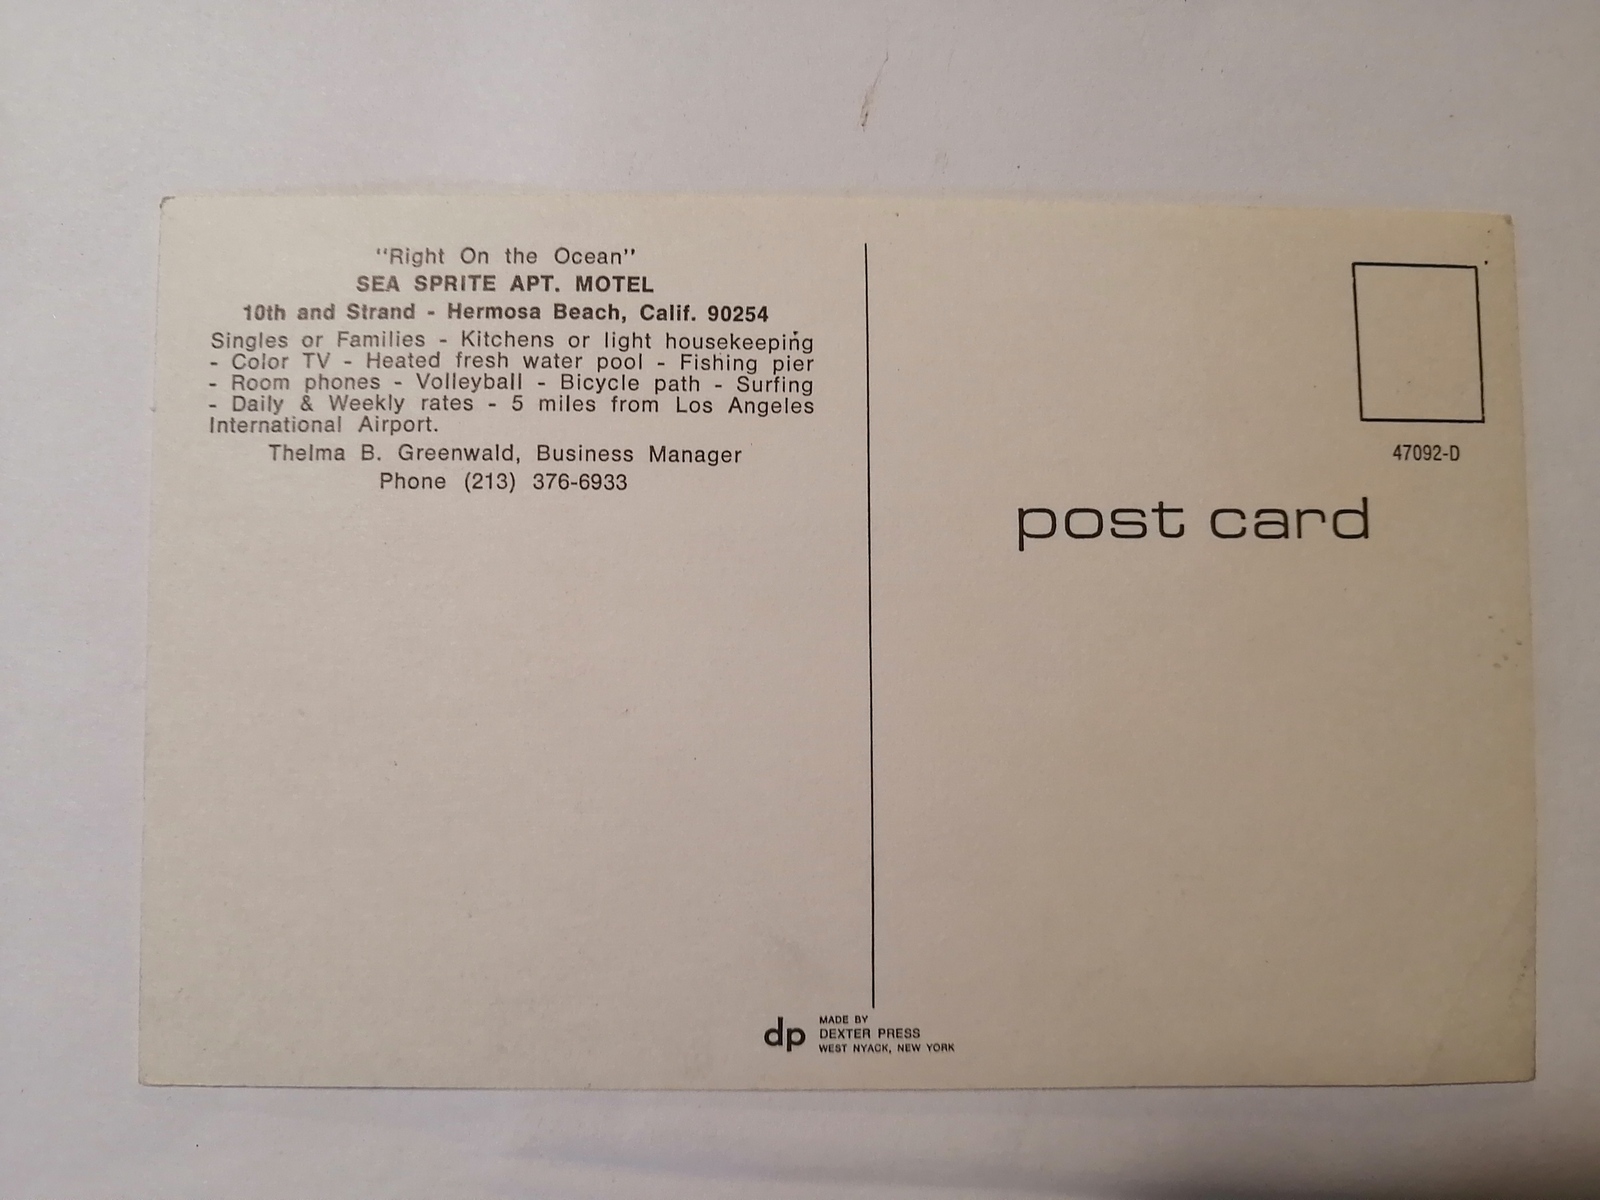 "Right On the Ocean"
SEA SPRITE APT. MOTEL
10th and Strand - Hermosa Beach, Calif. 90254
Singles or Families - Kitchens or light housekeeping
- Color TV - Heated fresh water pool - Fishing pier
- Room phones - Volleyball - Bicycle path - Surfing
- Daily & Weekly rates - 5 miles from Los Angeles
International Airport.
Thelma B. Greenwald, Business Manager
Phone (213) 376-6933
47092-D
post card
dp
MADE BY
DEXTER PRESS
WEST NYACK, NEW YORK